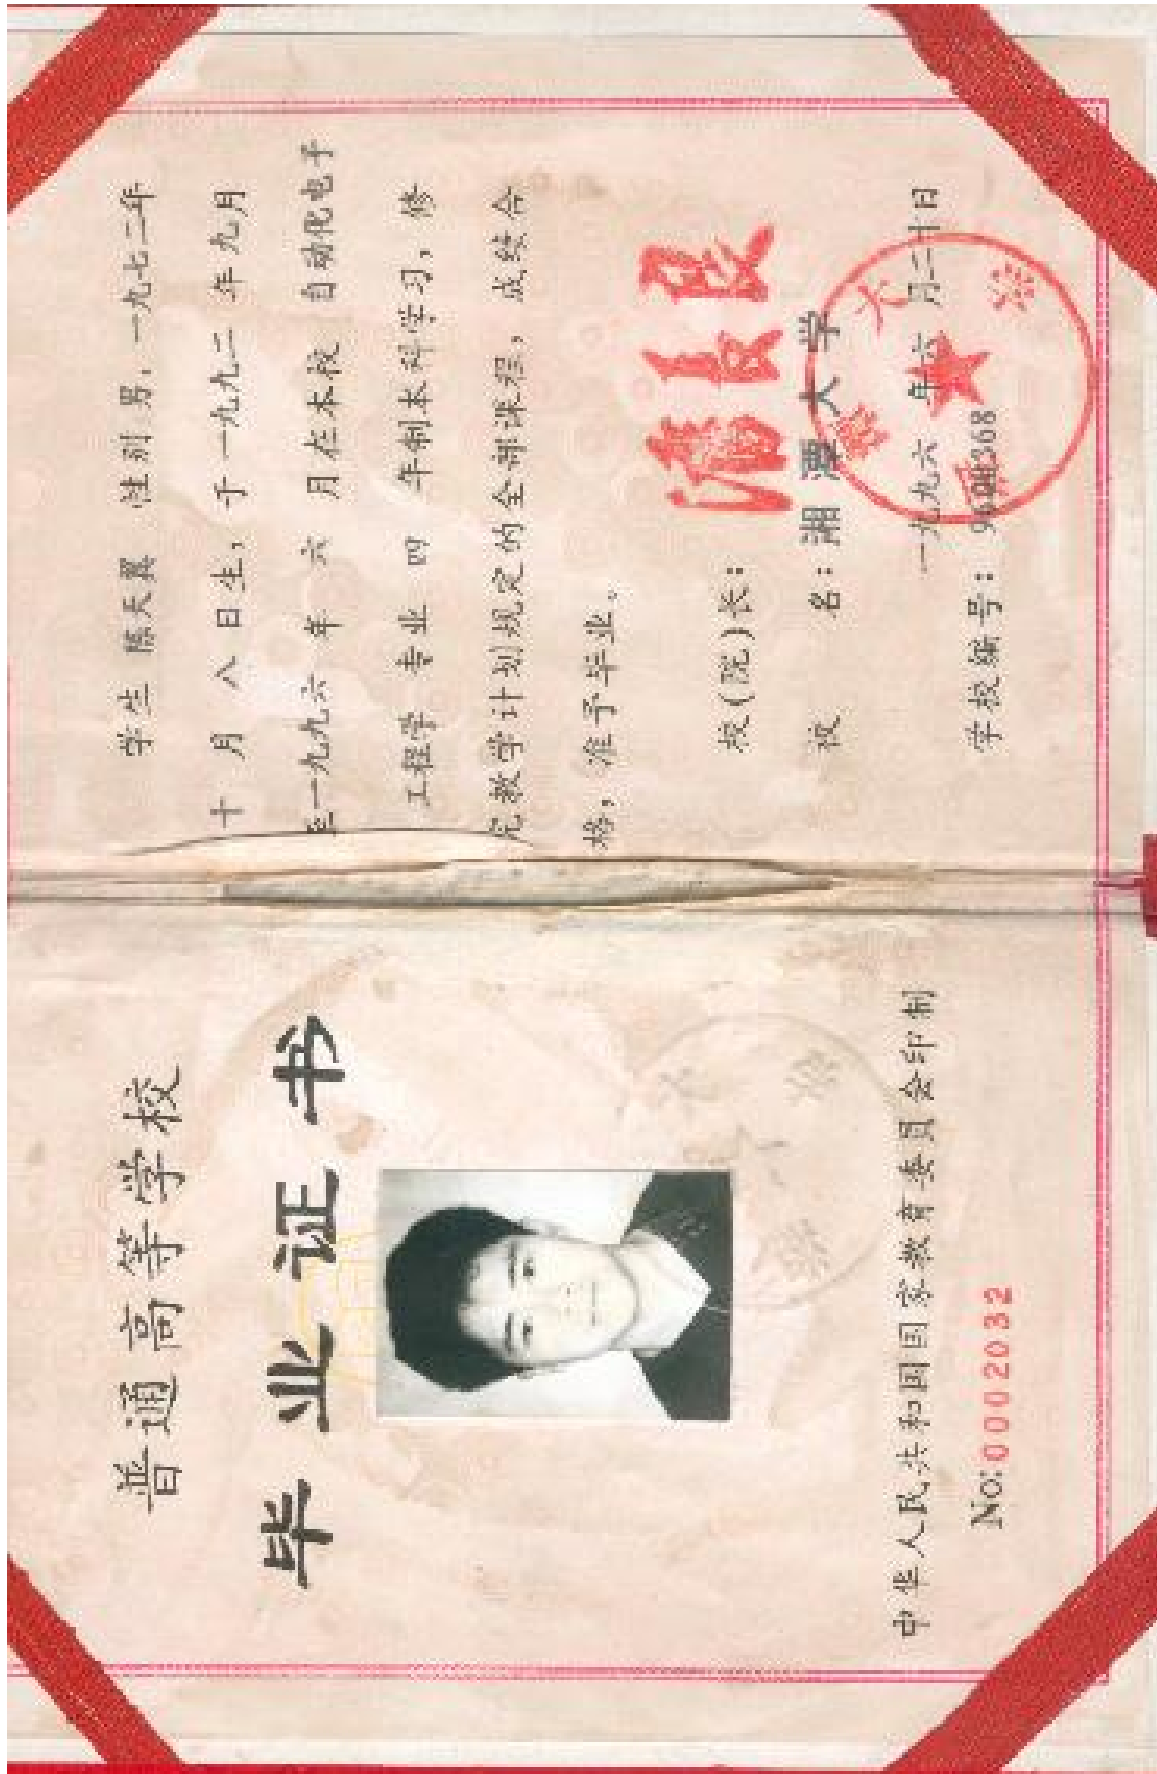 普通高等学校
毕业证书
中华人民共和国国家教育委员会印制
No: 0002032
学生 陈天翼 性别男，一九七二年
十月八日生，于一九九二年九月
至一九九六年六月在本校 自动化电子
工程学 专业 四 年制本科学习，修
完教学计划规定的全部课程，成绩合
格，准予毕业。
校(院)长：
校 名：湘潭大学
一九九六年六月二十日
学校编号：